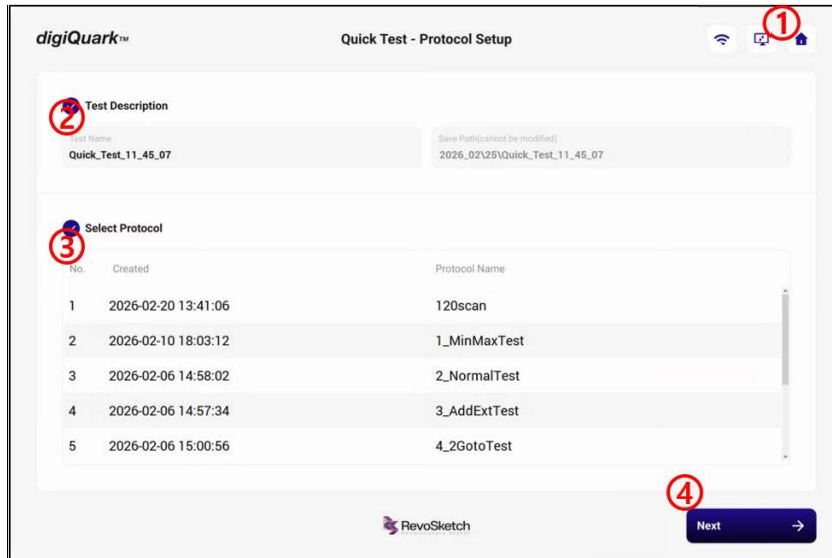 ①
digiQuark™
Quick Test - Protocol Setup
②
Test Description
Test Name
Save Path(cannot be modified)
Quick_Test_11_45_07
2026_02\25\Quick_Test_11_45_07
Select Protocol
③
No. Created Protocol Name
1 2026-02-20 13:41:06 120scan
2 2026-02-10 18:03:12 1_MinMaxTest
3 2026-02-06 14:58:02 2_NormalTest
4 2026-02-06 14:57:34 3_AddExtTest
5 2026-02-06 15:00:56 4_2GotoTest
④
RevoSketch
Next